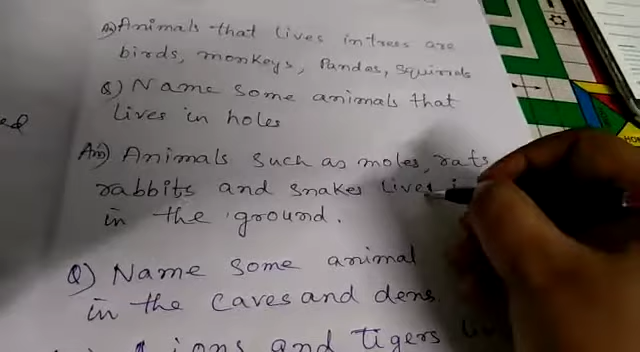 Ans) Animals that lives in trees are
birds, monkeys, Pandas, squirrels
Q) Name some animals that
lives in holes
Ans) Animals such as moles, rats
rabbits and snakes lives
in the ground.
Q) Name some animal
in the caves and dens.
Lions and tigers